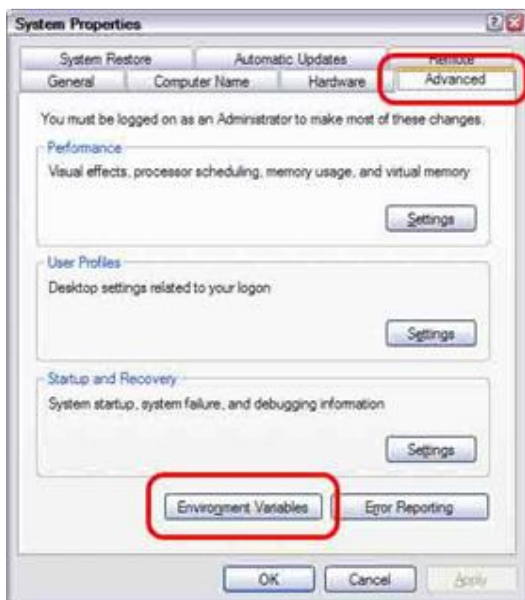 System Properties
System Restore
Automatic Updates
Remote
General
Computer Name
Hardware
Advanced
You must be logged on as an Administrator to make most of these changes.
Performance
Visual effects, processor scheduling, memory usage, and virtual memory
Settings
User Profiles
Desktop settings related to your logon
Settings
Startup and Recovery
System startup, system failure, and debugging information
Settings
Environment Variables
Error Reporting
OK
Cancel
Apply